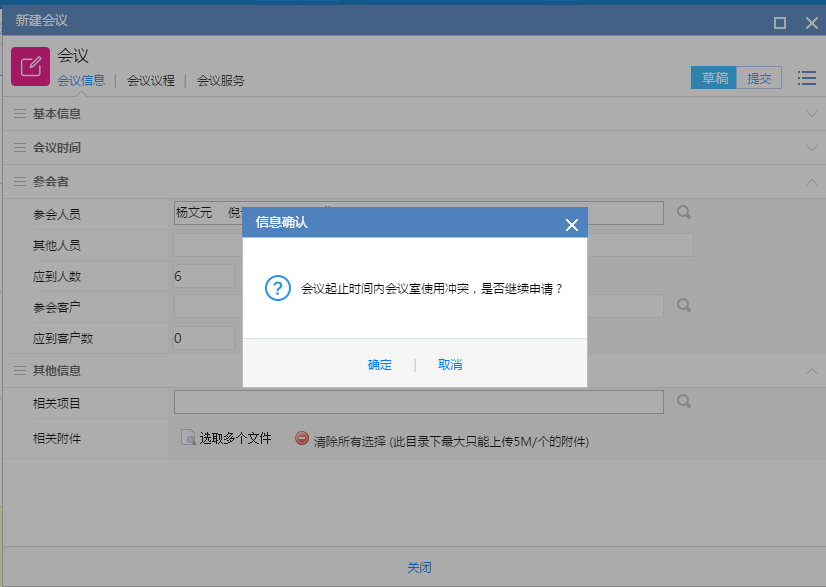 新建会议
会议
会议信息 | 会议议程 | 会议服务
草稿 提交
基本信息
会议时间
参会者
参会人员 杨文元
其他人员
信息确认
应到人数 6
会议起止时间内会议室使用冲突，是否继续申请？
参会客户
应到客户数 0
确定 | 取消
其他信息
相关项目
相关附件 选取多个文件 清除所有选择 (此目录下最大只能上传5M/个的附件)
关闭